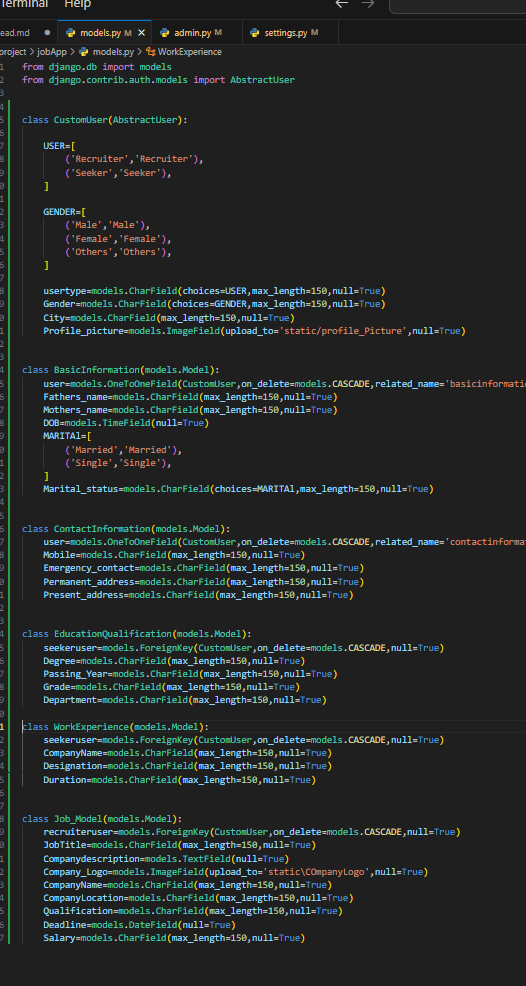 Terminal Help
ead.md models.py M admin.py M settings.py M
project > jobApp > models.py > WorkExperience
from django.db import models
from django.contrib.auth.models import AbstractUser
class CustomUser(AbstractUser):
USER=[
('Recruiter','Recruiter'),
('Seeker','Seeker'),
]
GENDER=[
('Male','Male'),
('Female','Female'),
('Others','Others'),
]
usertype=models.CharField(choices=USER,max_length=150,null=True)
Gender=models.CharField(choices=GENDER,max_length=150,null=True)
City=models.CharField(max_length=150,null=True)
Profile_picture=models.ImageField(upload_to='static/profile_Picture',null=True)
class BasicInformation(models.Model):
user=models.OneToOneField(CustomUser,on_delete=models.CASCADE,related_name='basicinformati
Fathers_name=models.CharField(max_length=150,null=True)
Mothers_name=models.CharField(max_length=150,null=True)
DOB=models.TimeField(null=True)
MARITAl=[
('Married','Married'),
('Single','Single'),
]
Marital_status=models.CharField(choices=MARITAl,max_length=150,null=True)
class ContactInformation(models.Model):
user=models.OneToOneField(CustomUser,on_delete=models.CASCADE,related_name='contactinforma
Mobile=models.CharField(max_length=150,null=True)
Emergency_contact=models.CharField(max_length=150,null=True)
Permanent_address=models.CharField(max_length=150,null=True)
Present_address=models.CharField(max_length=150,null=True)
class EducationQualification(models.Model):
seekeruser=models.ForeignKey(CustomUser,on_delete=models.CASCADE,null=True)
Degree=models.CharField(max_length=150,null=True)
Passing_Year=models.CharField(max_length=150,null=True)
Grade=models.CharField(max_length=150,null=True)
Department=models.CharField(max_length=150,null=True)
class WorkExperience(models.Model):
seekeruser=models.ForeignKey(CustomUser,on_delete=models.CASCADE,null=True)
CompanyName=models.CharField(max_length=150,null=True)
Designation=models.CharField(max_length=150,null=True)
Duration=models.CharField(max_length=150,null=True)
class Job_Model(models.Model):
recruiteruser=models.ForeignKey(CustomUser,on_delete=models.CASCADE,null=True)
JobTitle=models.CharField(max_length=150,null=True)
Companydescription=models.TextField(null=True)
Company_Logo=models.ImageField(upload_to='static\COmpanyLogo',null=True)
CompanyName=models.CharField(max_length=150,null=True)
CompanyLocation=models.CharField(max_length=150,null=True)
Qualification=models.CharField(max_length=150,null=True)
Deadline=models.DateField(null=True)
Salary=models.CharField(max_length=150,null=True)